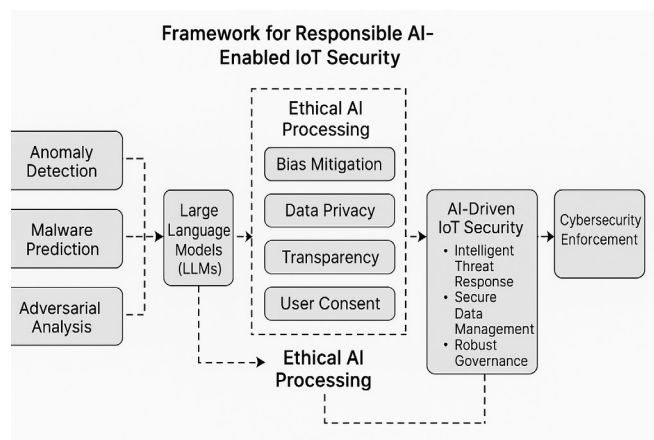 Framework for Responsible AI-
Enabled IoT Security
Anomaly
Detection
Malware
Prediction
Adversarial
Analysis
Large
Language
Models
(LLMs)
Ethical AI
Processing
Bias Mitigation
Data Privacy
Transparency
User Consent
Ethical AI
Processing
AI-Driven
IoT Security
• Intelligent
Threat
Response
• Secure
Data
Management
• Robust
Governance
Cybersecurity
Enforcement